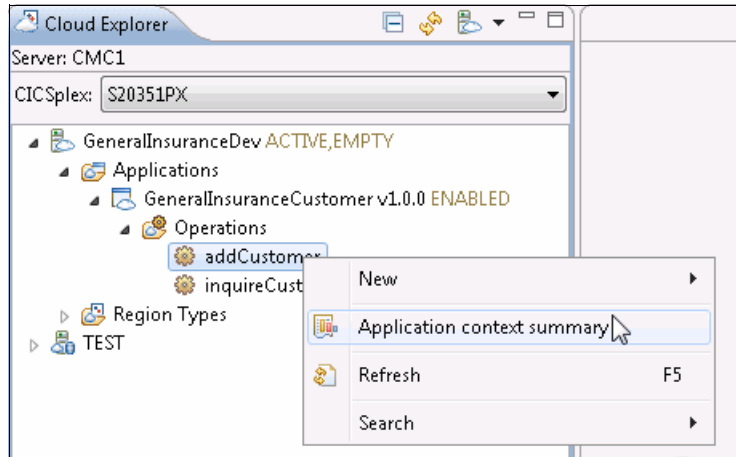 Cloud Explorer
Server: CMC1
CICSplex: S20351PX
GeneralInsuranceDev ACTIVE,EMPTY
Applications
GeneralInsuranceCustomer v1.0.0 ENABLED
Operations
addCustomer
inquireCust
Region Types
TEST
New
Application context summary
Refresh F5
Search